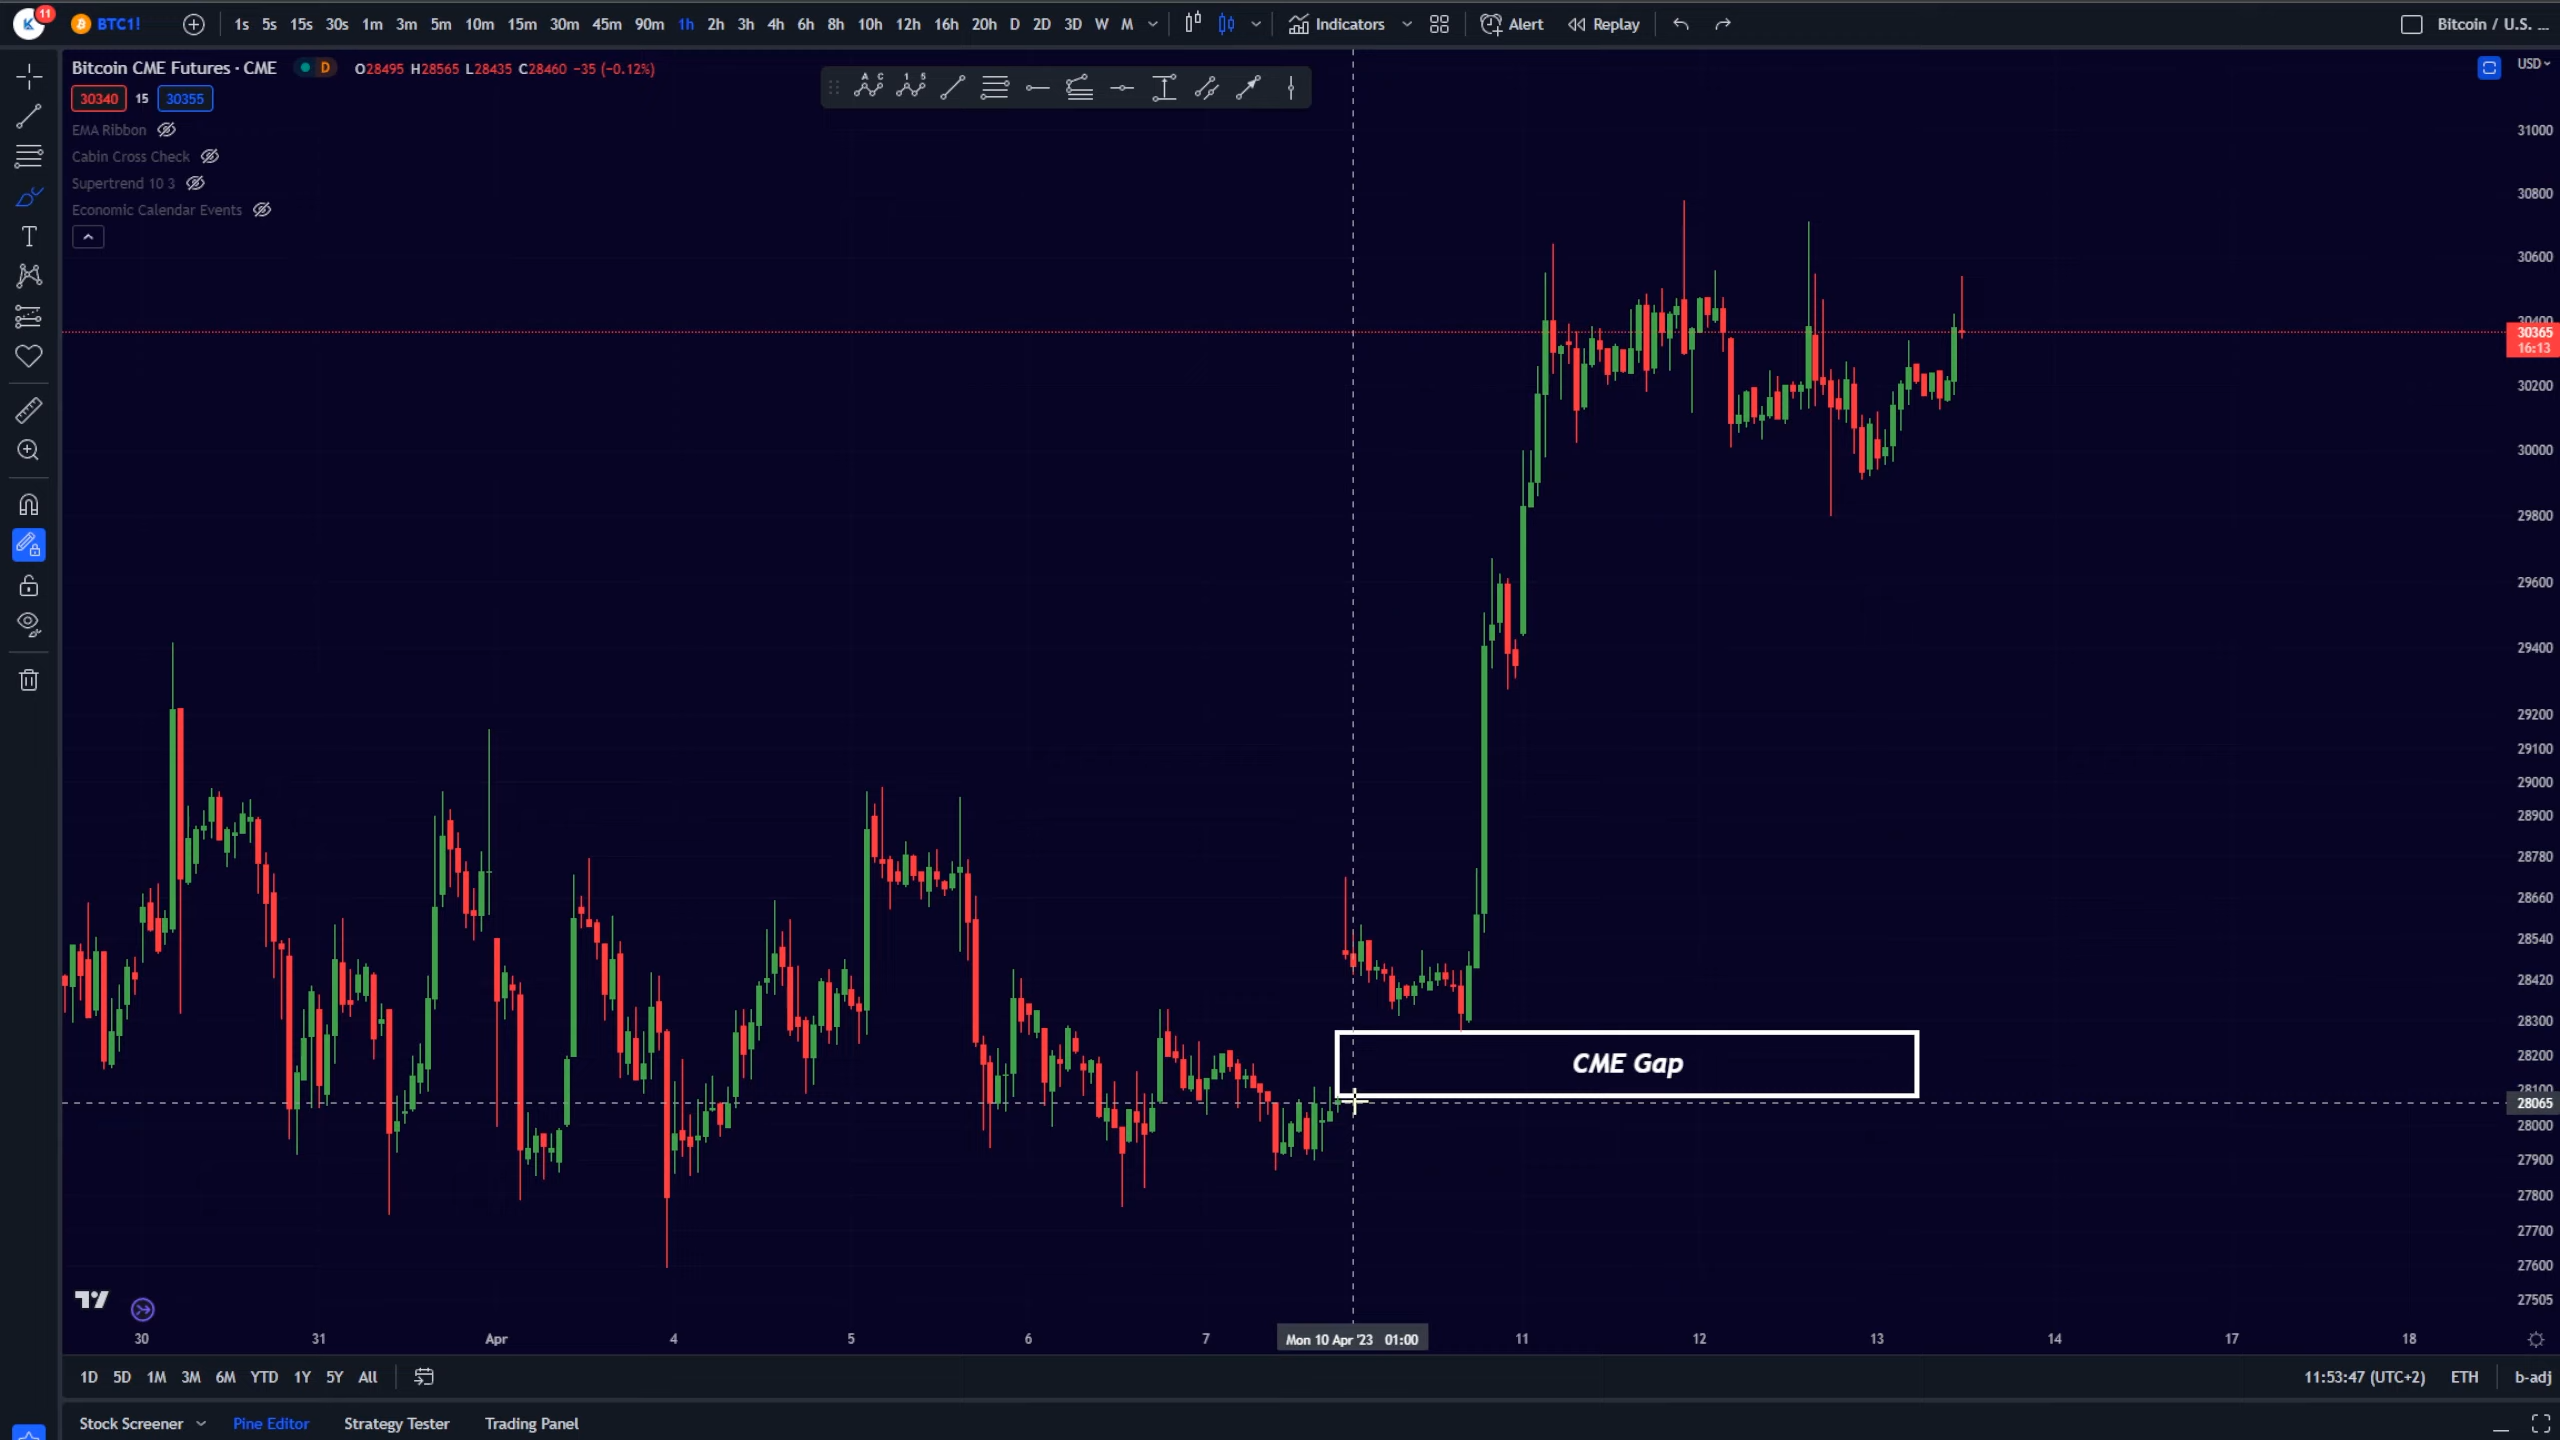 11 BTC1! 1s 5s 15s 30s 1m 3m 5m 10m 15m 30m 45m 90m 1h 2h 3h 4h 6h 8h 10h 12h 16h 20h D 2D 3D W M Indicators Alert Replay Bitcoin / U.S. ...
Bitcoin CME Futures · CME D O28495 H28565 L28435 C28460 −35 (−0.12%)
USD
30340 15 30355
A C 1 5
EMA Ribbon
Cabin Cross Check
Supertrend 10 3
Economic Calendar Events
31000
30800
30600
30400
30365
16:13
30200
30000
29800
29600
29400
29200
29100
29000
28900
28780
28660
28540
28420
28300
CME Gap
28200
28100
28065
28000
27900
27800
27700
27600
27505
30 31 Apr 4 5 6 7 Mon 10 Apr '23 01:00 11 12 13 14 17 18
1D 5D 1M 3M 6M YTD 1Y 5Y All 11:53:47 (UTC+2) ETH b-adj
Stock Screener Pine Editor Strategy Tester Trading Panel